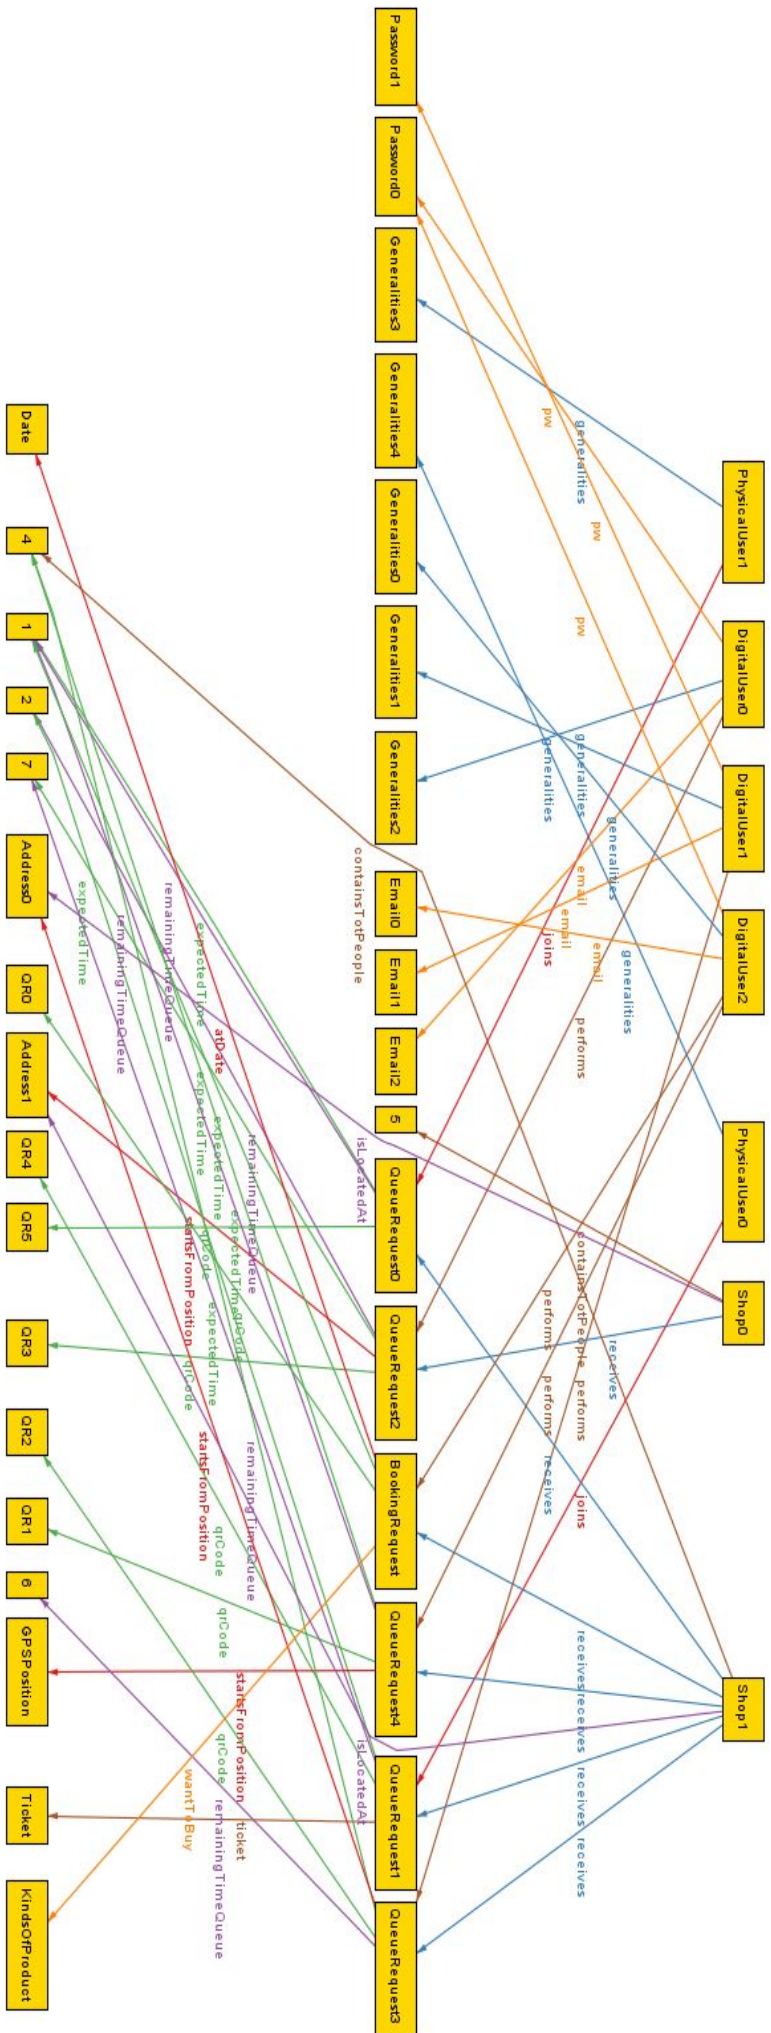 PhysicalUser1
DigitalUser0
DigitalUser1
DigitalUser2
PhysicalUser0
Shop0
Shop1
pw
pw
pw
generalities
generalities
generalities
generalities
generalities
email
email
email
joins
performs
performs
performs
performs
containsTotPeople
receives
receives
joins
receives
receives
receives
receives
Password1
Password0
Generalities3
Generalities4
Generalities0
Generalities1
Generalities2
Email0
Email1
Email2
5
QueueRequest0
QueueRequest2
BookingRequest
QueueRequest4
QueueRequest1
QueueRequest3
containsTotPeople
isLocatedAt
isLocatedAt
expectedTime
remainingTimeQueue
remainingTimeQueue
expectedTime
atDate
expectedTime
expectedTime
remainingTimeQueue
expectedTime
qrCode
qrCode
startsFromPosition
expectedTime
qrCode
startsFromPosition
remainingTimeQueue
qrCode
qrCode
startsFromPosition
qrCode
wantToBuy
ticket
remainingTimeQueue
Date
4
1
2
7
Address0
QR0
Address1
QR4
QR5
QR3
QR2
QR1
6
GPSPosition
Ticket
KindsOfProduct